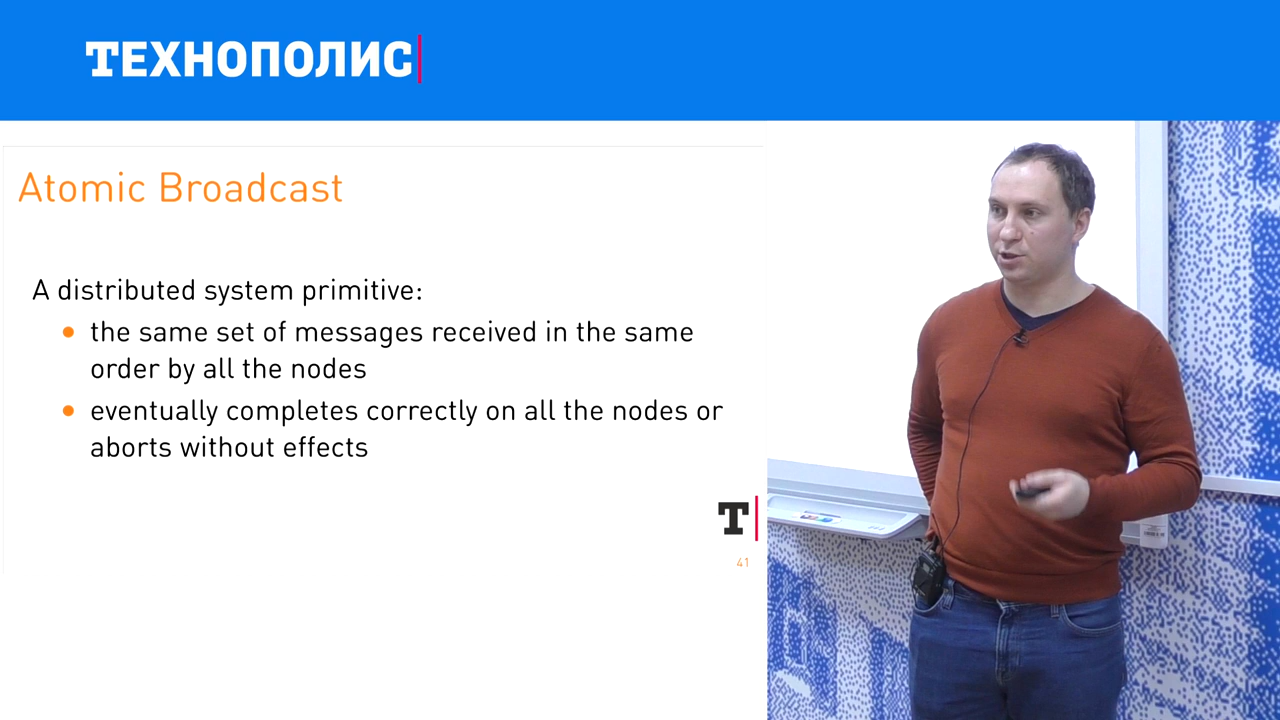 ТЕХНОПОЛИС
Atomic Broadcast
A distributed system primitive:
• the same set of messages received in the same
order by all the nodes
• eventually completes correctly on all the nodes or
aborts without effects
Т
41